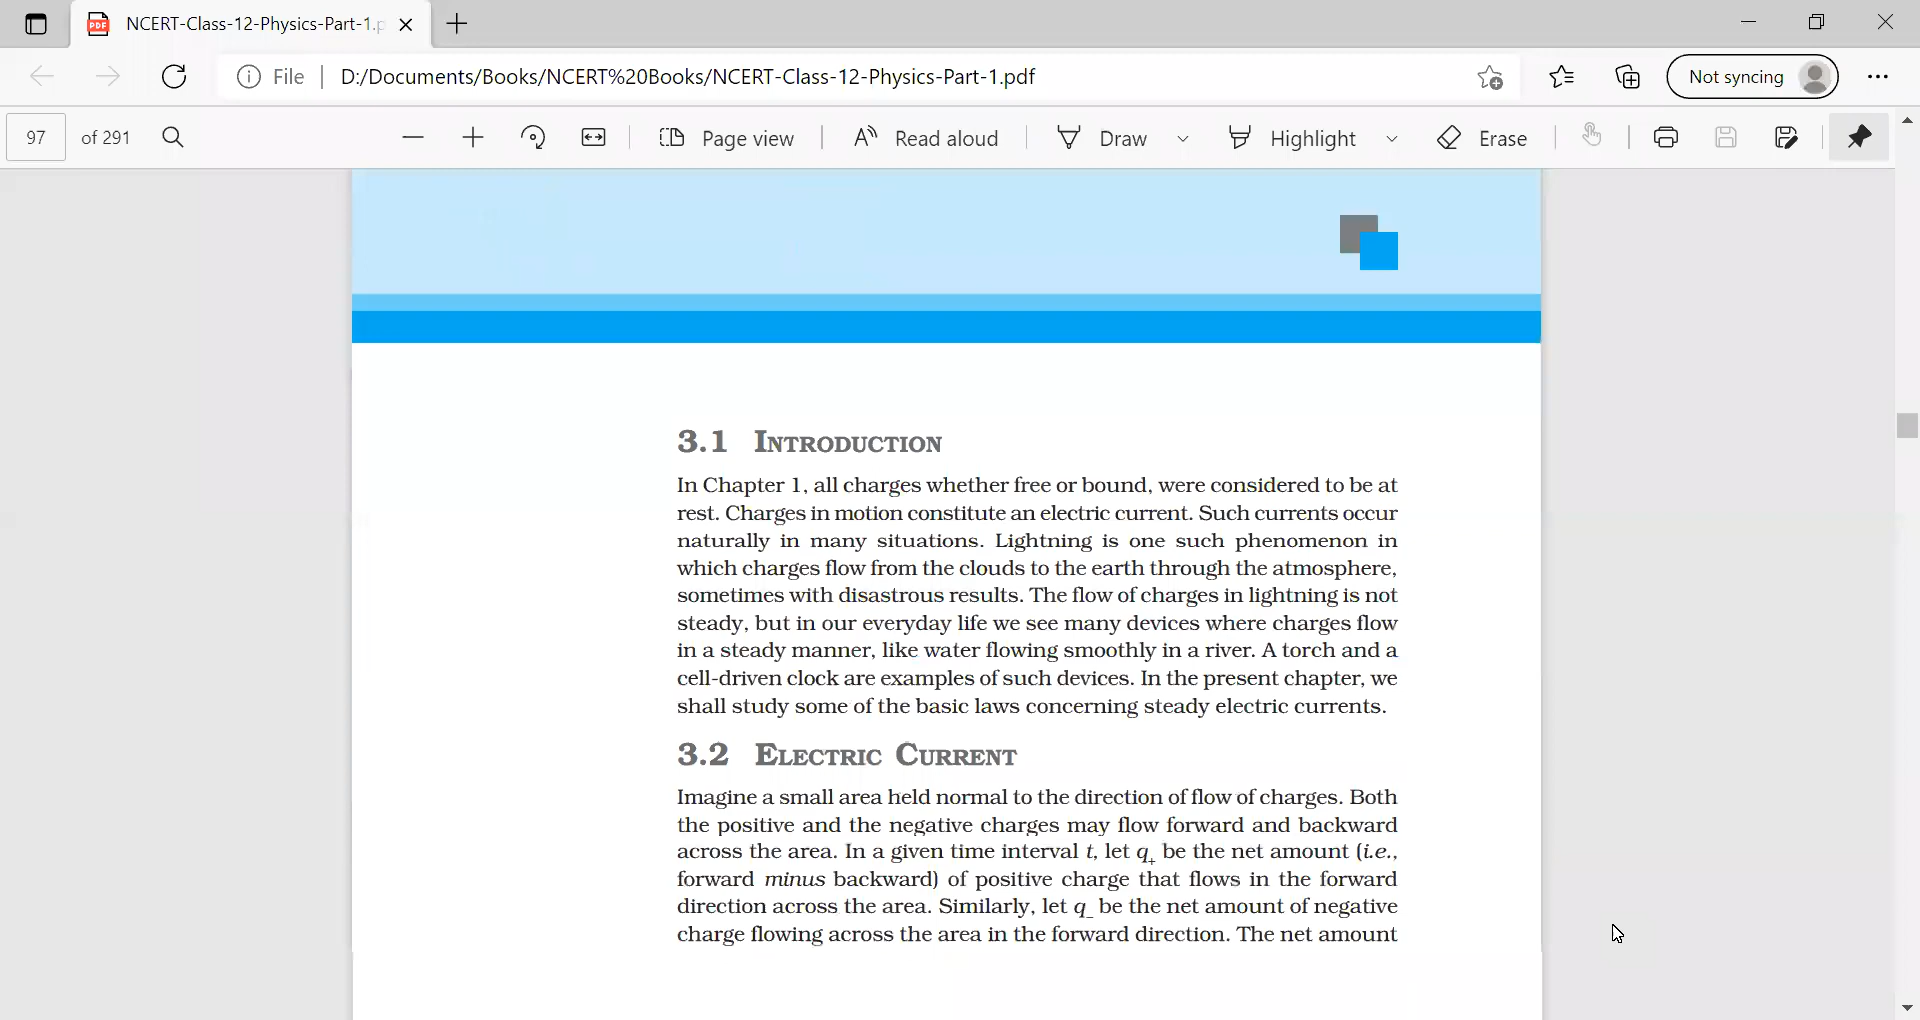 NCERT-Class-12-Physics-Part-1.p
File D:/Documents/Books/NCERT%20Books/NCERT-Class-12-Physics-Part-1.pdf Not syncing
97 of 291 Page view Read aloud Draw Highlight Erase
3.1 INTRODUCTION
In Chapter 1, all charges whether free or bound, were considered to be at
rest. Charges in motion constitute an electric current. Such currents occur
naturally in many situations. Lightning is one such phenomenon in
which charges flow from the clouds to the earth through the atmosphere,
sometimes with disastrous results. The flow of charges in lightning is not
steady, but in our everyday life we see many devices where charges flow
in a steady manner, like water flowing smoothly in a river. A torch and a
cell-driven clock are examples of such devices. In the present chapter, we
shall study some of the basic laws concerning steady electric currents.
3.2 ELECTRIC CURRENT
Imagine a small area held normal to the direction of flow of charges. Both
the positive and the negative charges may flow forward and backward
across the area. In a given time interval t, let q₊ be the net amount (i.e.,
forward minus backward) of positive charge that flows in the forward
direction across the area. Similarly, let q₋ be the net amount of negative
charge flowing across the area in the forward direction. The net amount